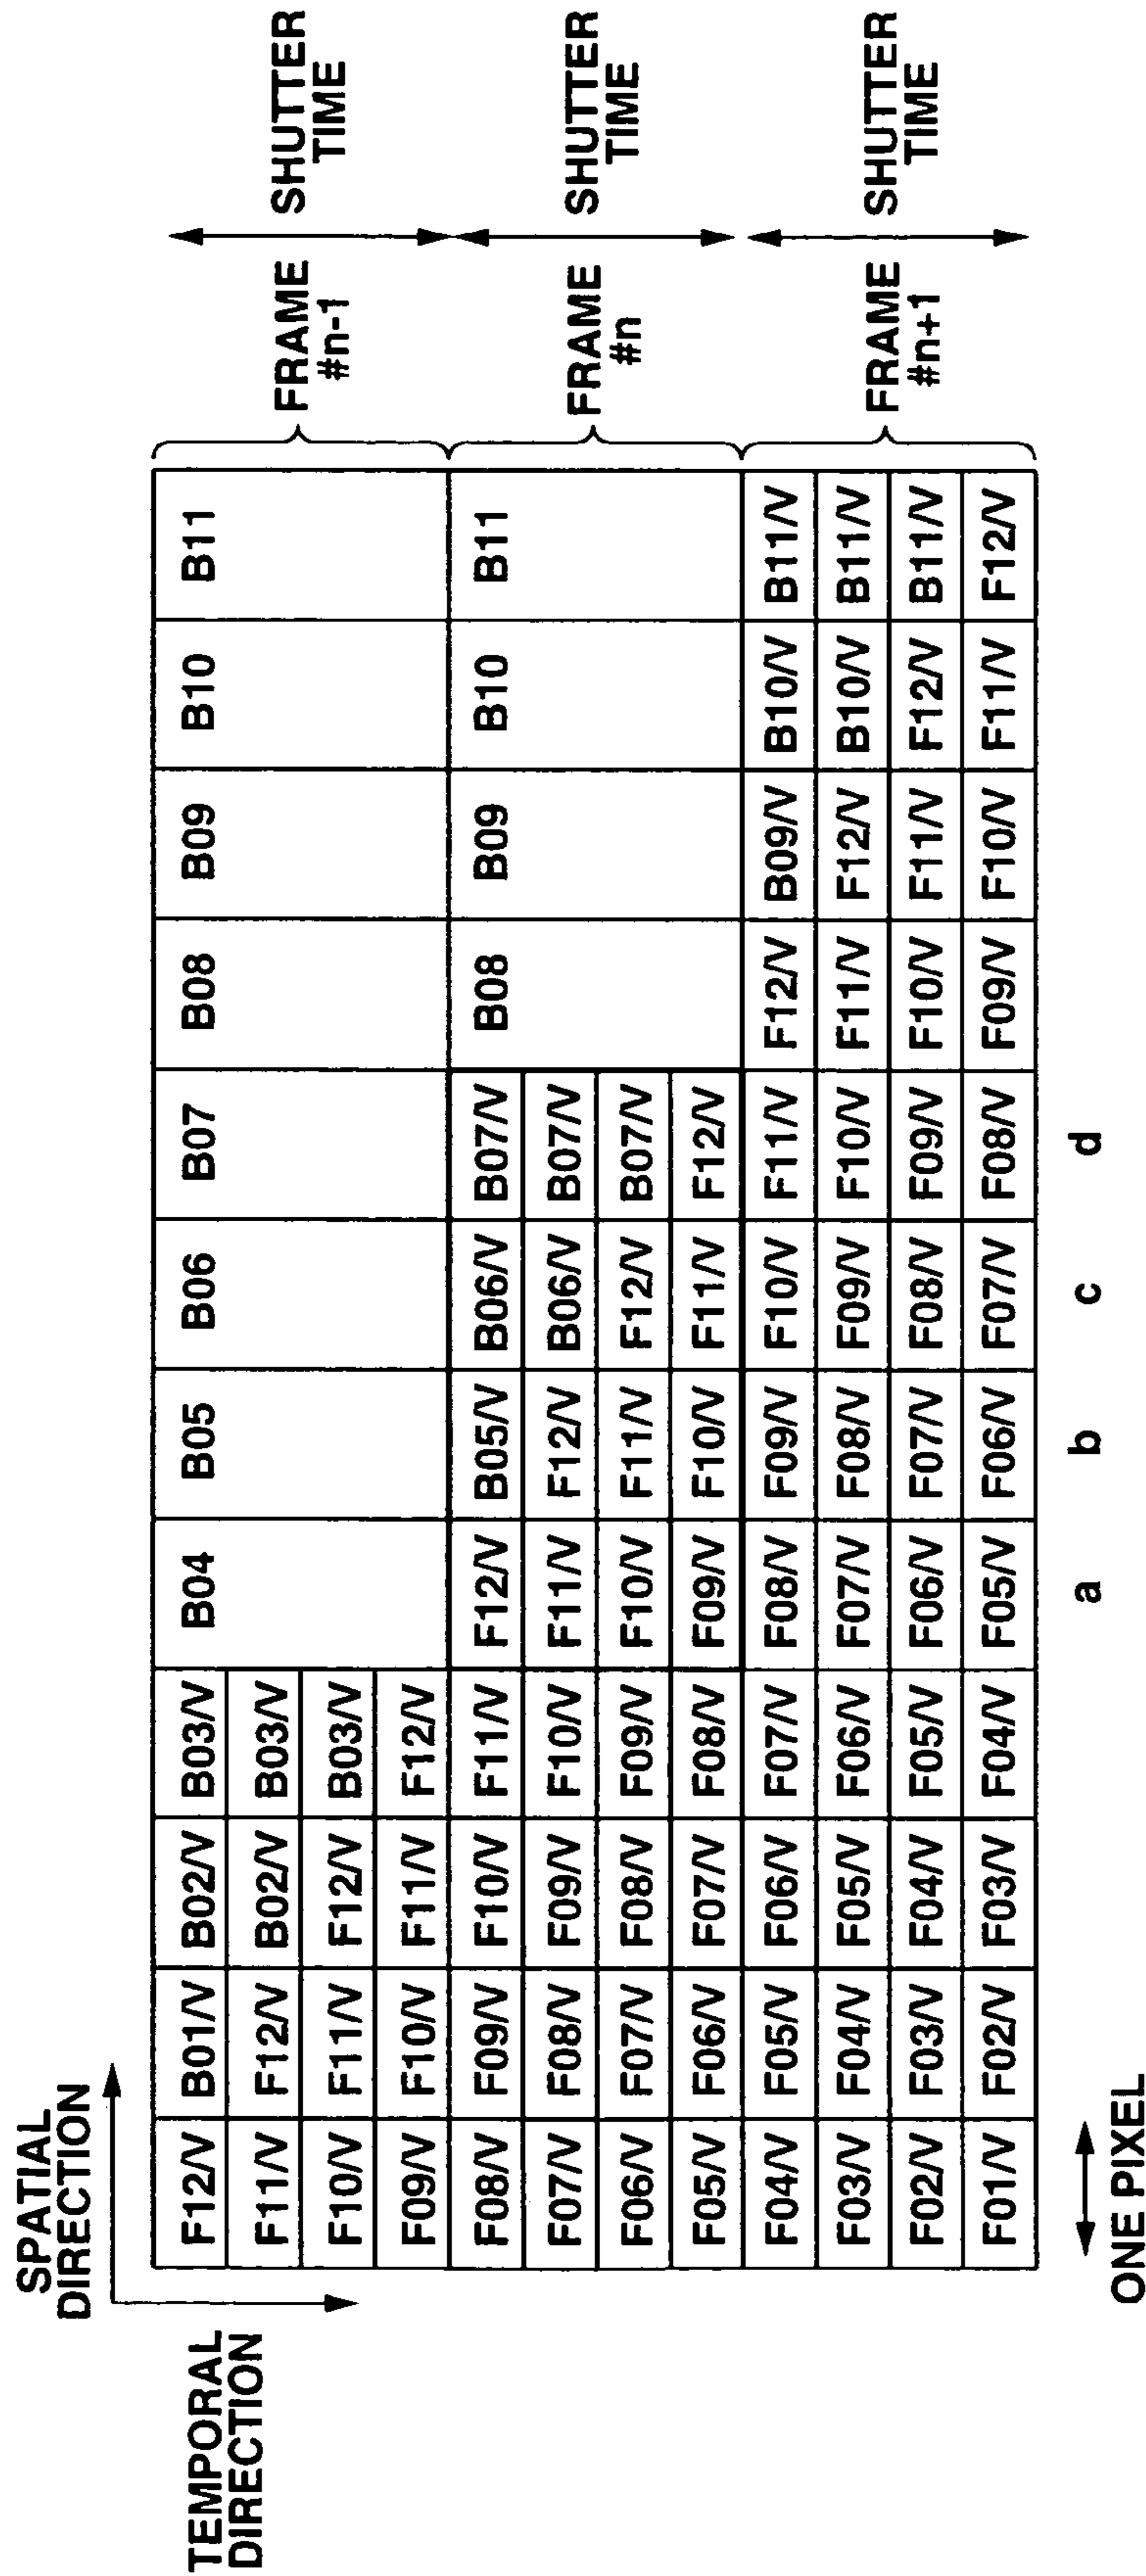 SPATIAL
DIRECTION
TEMPORAL
DIRECTION
F12/V B01/V B02/V B03/V B04 B05 B06 B07 B08 B09 B10 B11
F11/V F12/V B02/V B03/V
F10/V F11/V F12/V B03/V
F09/V F10/V F11/V F12/V
FRAME
#n-1
SHUTTER
TIME
F08/V F09/V F10/V F11/V F12/V B05/V B06/V B07/V B08 B09 B10 B11
F07/V F08/V F09/V F10/V F11/V F12/V B06/V B07/V
F06/V F07/V F08/V F09/V F10/V F11/V F12/V B07/V
F05/V F06/V F07/V F08/V F09/V F10/V F11/V F12/V
FRAME
#n
SHUTTER
TIME
F04/V F05/V F06/V F07/V F08/V F09/V F10/V F11/V F12/V B09/V B10/V B11/V
F03/V F04/V F05/V F06/V F07/V F08/V F09/V F10/V F11/V F12/V B10/V B11/V
F02/V F03/V F04/V F05/V F06/V F07/V F08/V F09/V F10/V F11/V F12/V B11/V
F01/V F02/V F03/V F04/V F05/V F06/V F07/V F08/V F09/V F10/V F11/V F12/V
FRAME
#n+1
SHUTTER
TIME
a b c d
ONE PIXEL